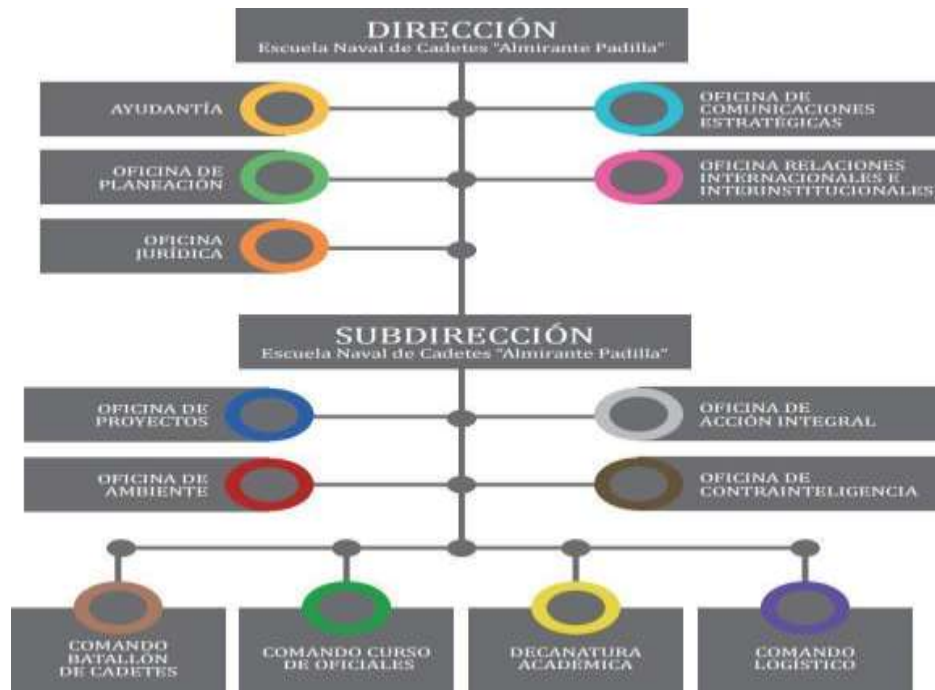 DIRECCIÓN
Escuela Naval de Cadetes "Almirante Padilla"
AYUDANTÍA
OFICINA DE
COMUNICACIONES
ESTRATÉGICAS
OFICINA DE
PLANEACIÓN
OFICINA RELACIONES
INTERNACIONALES E
INTERINSTITUCIONALES
OFICINA
JURÍDICA
SUBDIRECCIÓN
Escuela Naval de Cadetes "Almirante Padilla"
OFICINA DE
PROYECTOS
OFICINA DE
ACCIÓN INTEGRAL
OFICINA DE
AMBIENTE
OFICINA DE
CONTRAINTELIGENCIA
COMANDO
BATALLÓN
DE CADETES
COMANDO CURSO
DE OFICIALES
DECANATURA
ACADÉMICA
COMANDO
LOGÍSTICO